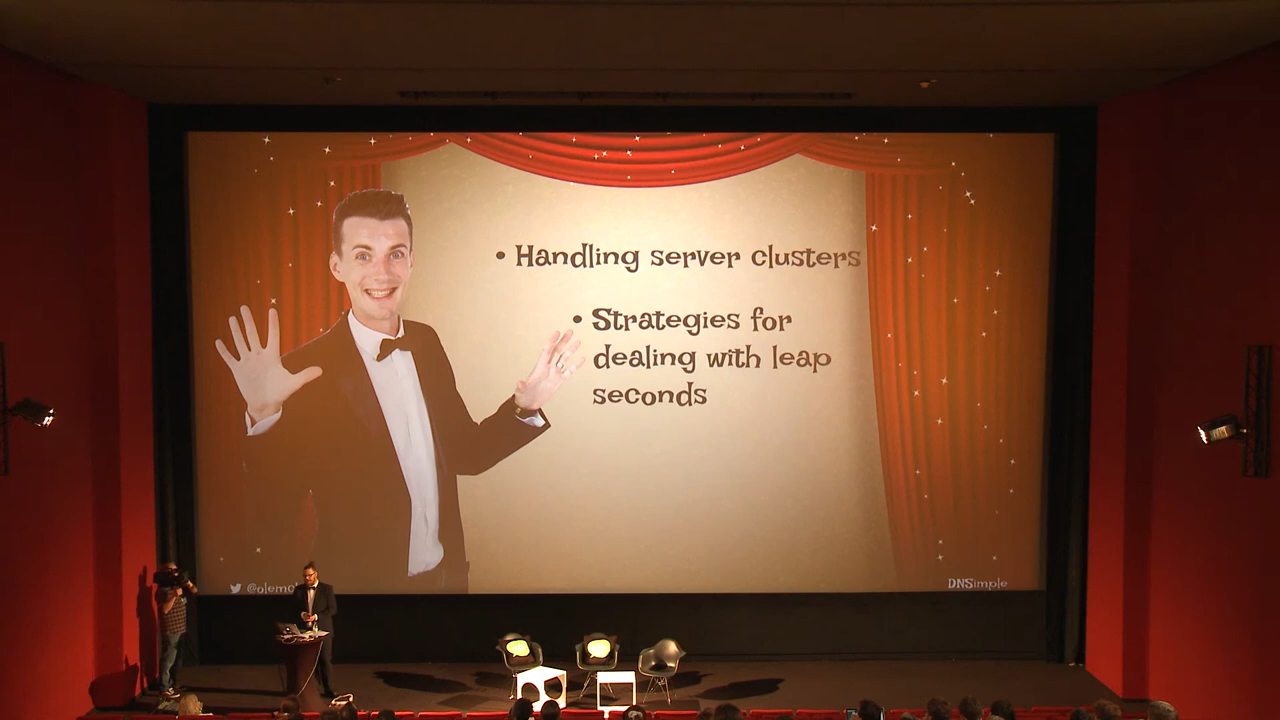 • Handling server clusters
• Strategies for
dealing with leap
seconds
DNSimple